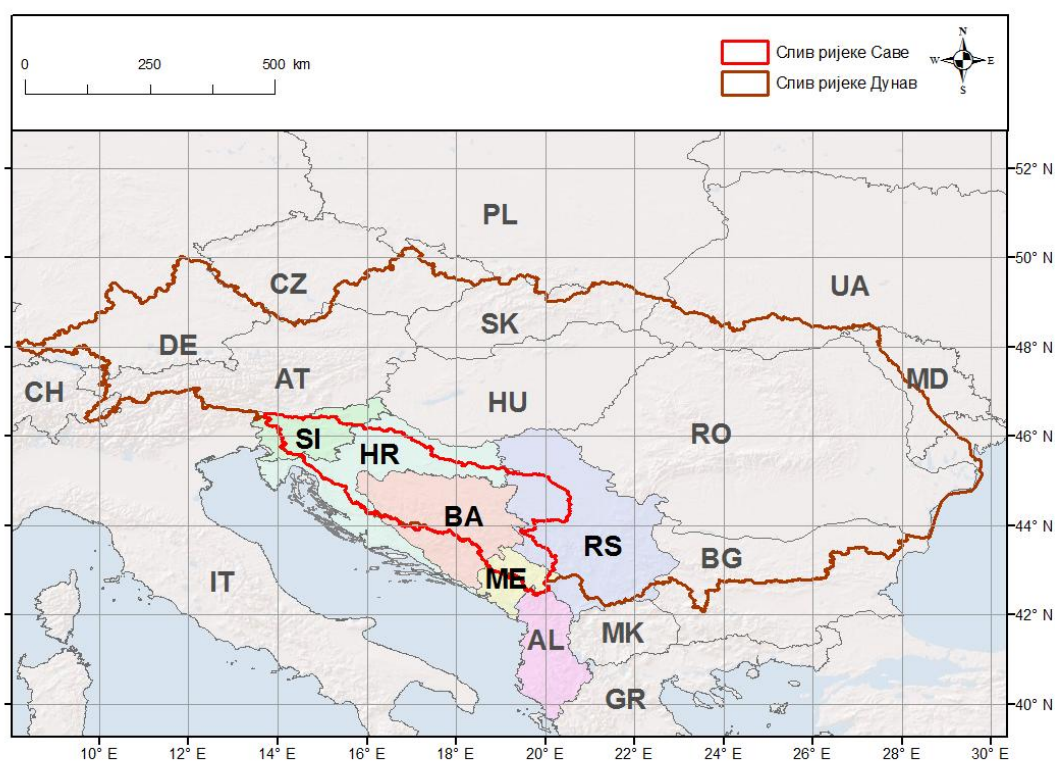 0 250 500 km
Слив ријеке Саве
Слив ријеке Дунав
N
W E
S
52° N
PL
50° N
CZ
UA
SK
DE
48° N
AT
MD
CH
HU
RO
SI
46° N
HR
BA
44° N
RS
BG
ME
IT
42° N
MK
AL
GR
40° N
10° E 12° E 14° E 16° E 18° E 20° E 22° E 24° E 26° E 28° E 30° E